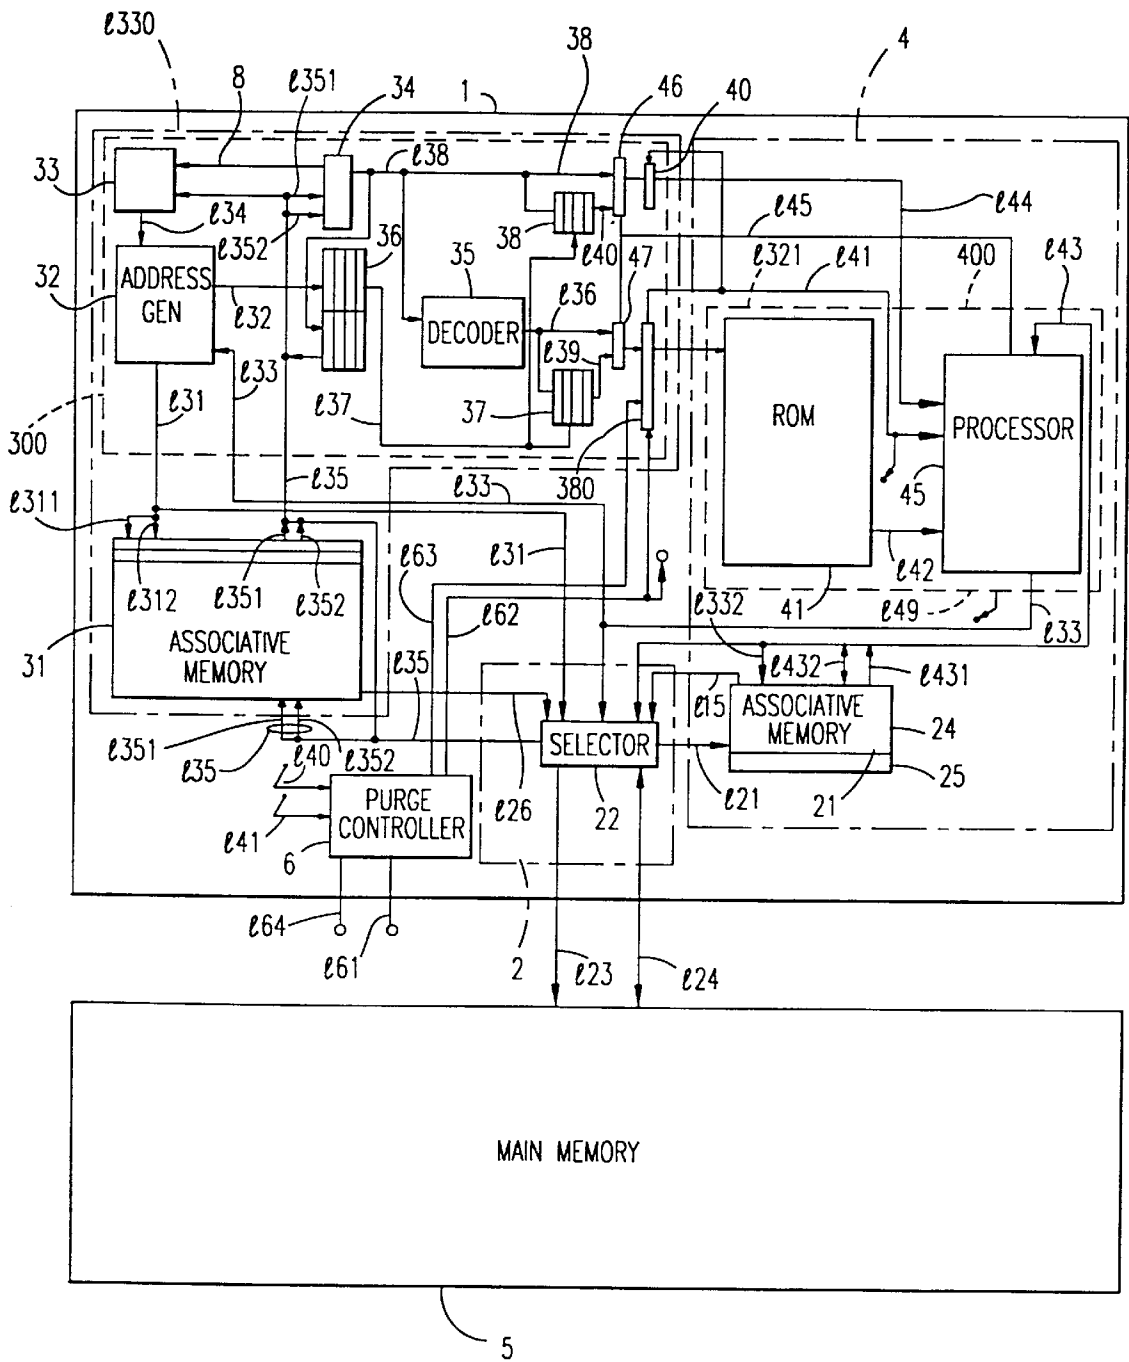 ℓ330
38
4
8
ℓ351
34
1
46
40
33
ℓ38
ℓ34
ℓ352
36
38
ℓ40
ℓ45
ℓ44
32
ADDRESS
GEN
ℓ32
35
47
ℓ321
ℓ41
400
ℓ43
DECODER
ℓ36
ℓ33
ℓ39
ROM
PROCESSOR
ℓ31
ℓ37
37
300
380
45
ℓ35
ℓ33
ℓ311
ℓ31
ℓ42
ℓ312
ℓ351
ℓ352
ℓ63
ℓ62
41
ℓ49
ℓ332
ℓ33
31
ASSOCIATIVE
MEMORY
ℓ35
ℓ432
ℓ431
ℓ15
ASSOCIATIVE
MEMORY
24
ℓ351
ℓ35
ℓ40
ℓ352
SELECTOR
25
ℓ26
22
ℓ21
21
ℓ41
PURGE
CONTROLLER
6
ℓ64
ℓ61
2
ℓ23
ℓ24
MAIN MEMORY
5